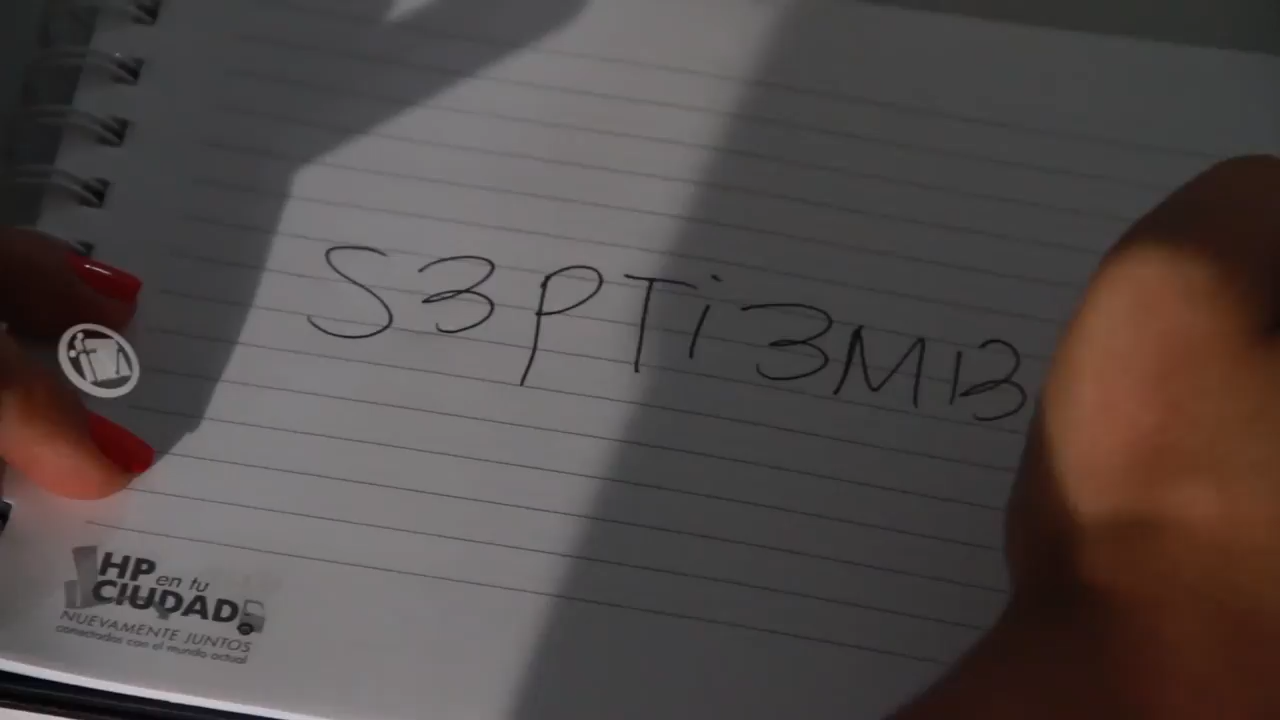 S3PTi3MB
HP en tu
CIUDAD
NUEVAMENTE JUNTOS
conectados con el mundo actual